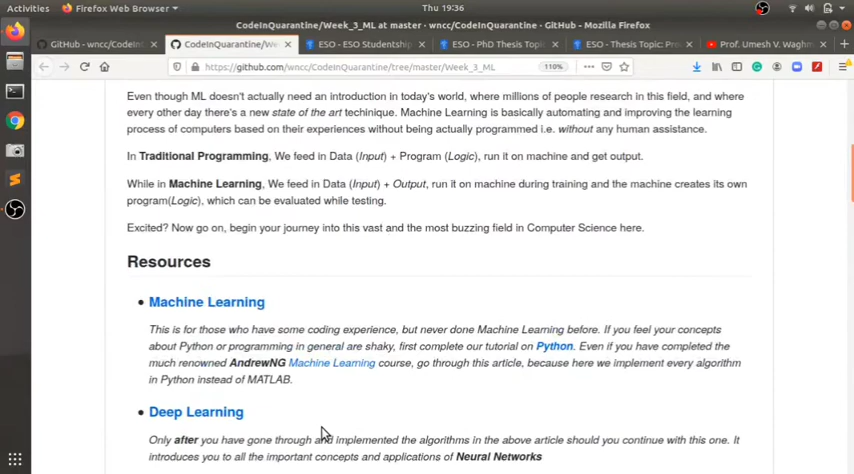 Activities Firefox Web Browser Thu 19:36
CodeInQuarantine/Week_3_ML at master · wncc/CodeInQuarantine · GitHub - Mozilla Firefox
GitHub - wncc/CodeIn CodeInQuarantine/We ESO - ESO Studentship ESO - PhD Thesis Topic: ESO - Thesis Topic: Pro Prof. Umesh V. Waghm
https://github.com/wncc/CodeInQuarantine/tree/master/Week_3_ML 110%
Even though ML doesn't actually need an introduction in today's world, where millions of people research in this field, and where
every other day there's a new state of the art techinique. Machine Learning is basically automating and improving the learning
process of computers based on their experiences without being actually programmed i.e. without any human assistance.
In Traditional Programming, We feed in Data (Input) + Program (Logic), run it on machine and get output.
While in Machine Learning, We feed in Data (Input) + Output, run it on machine during training and the machine creates its own
program(Logic), which can be evaluated while testing.
Excited? Now go on, begin your journey into this vast and the most buzzing field in Computer Science here.
Resources
• Machine Learning
This is for those who have some coding experience, but never done Machine Learning before. If you feel your concepts
about Python or programming in general are shaky, first complete our tutorial on Python. Even if you have completed the
much renowned AndrewNG Machine Learning course, go through this article, because here we implement every algorithm
in Python instead of MATLAB.
• Deep Learning
Only after you have gone through and implemented the algorithms in the above article should you continue with this one. It
introduces you to all the important concepts and applications of Neural Networks